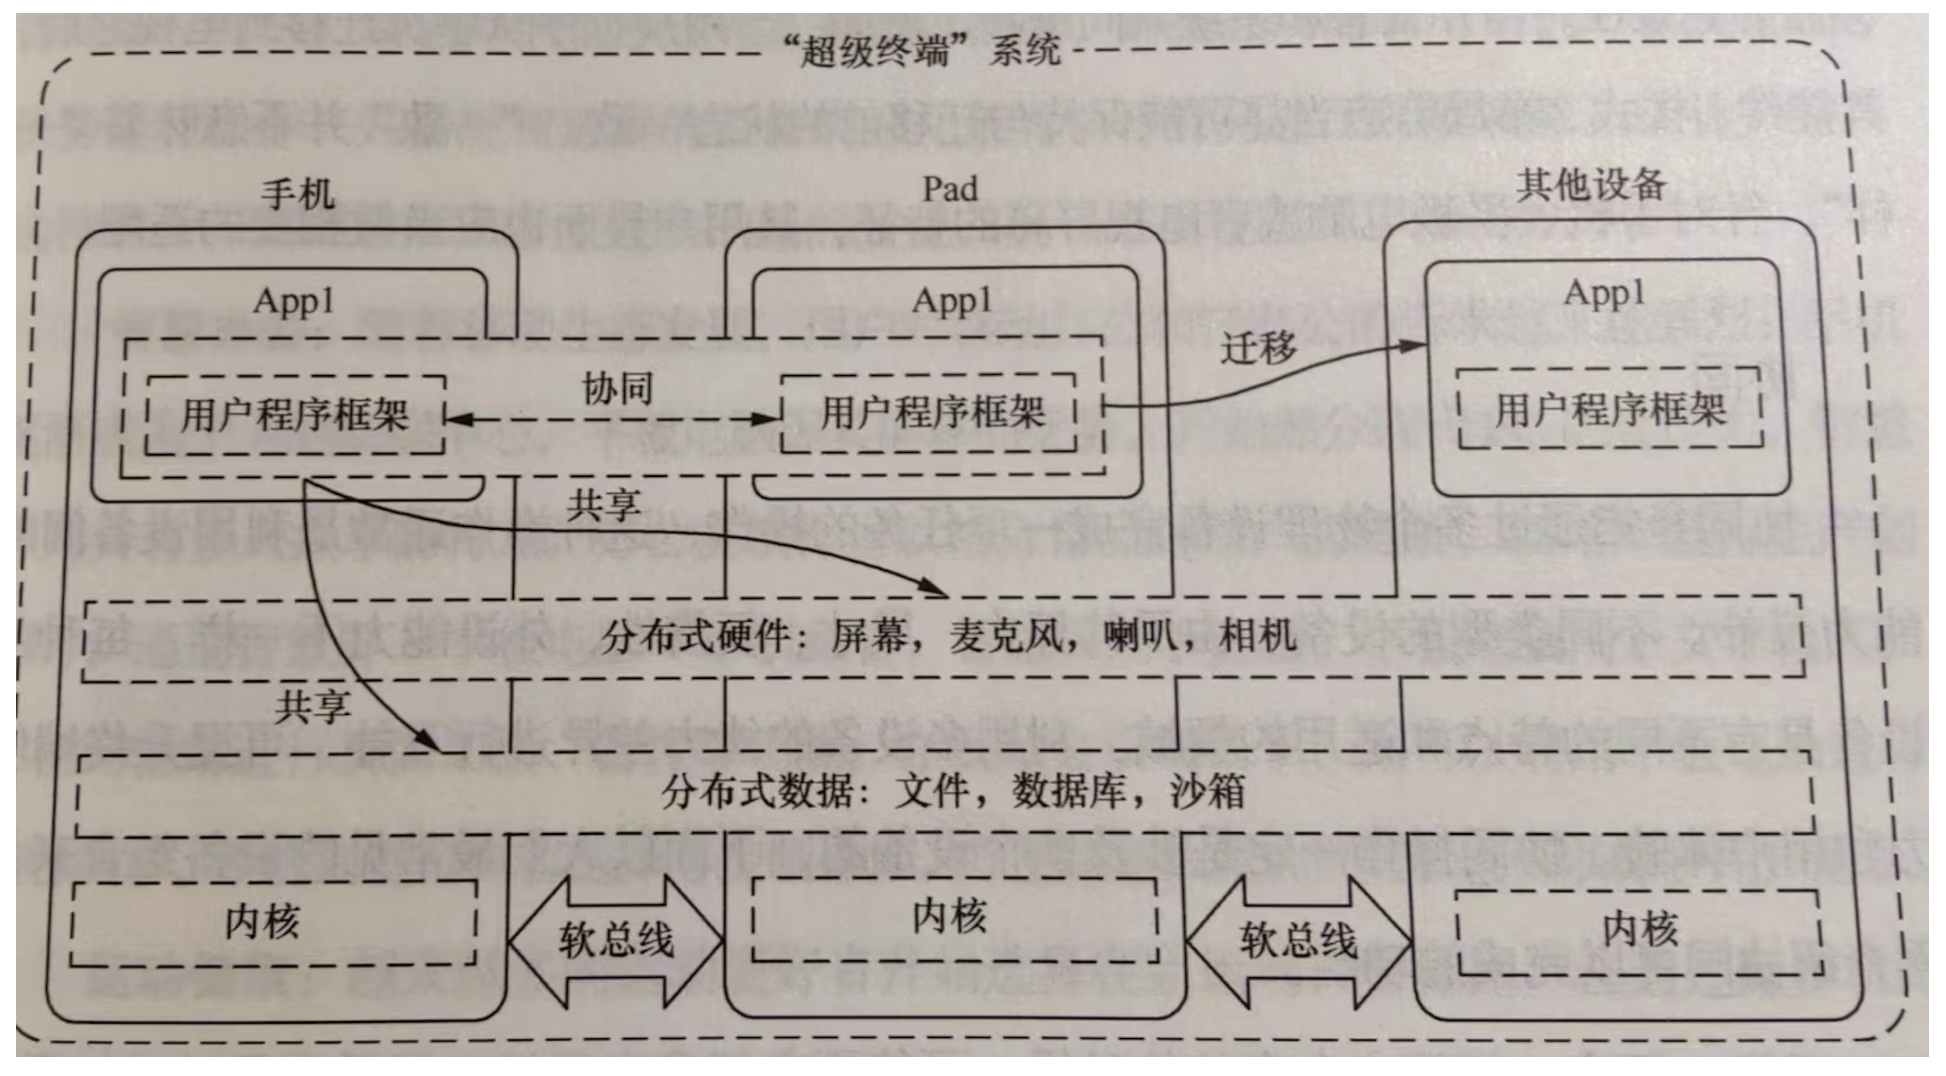 “超级终端”系统
手机
Pad
其他设备
App1
App1
App1
迁移
用户程序框架
协同
用户程序框架
用户程序框架
共享
分布式硬件：屏幕，麦克风，喇叭，相机
共享
分布式数据：文件，数据库，沙箱
内核
软总线
内核
软总线
内核